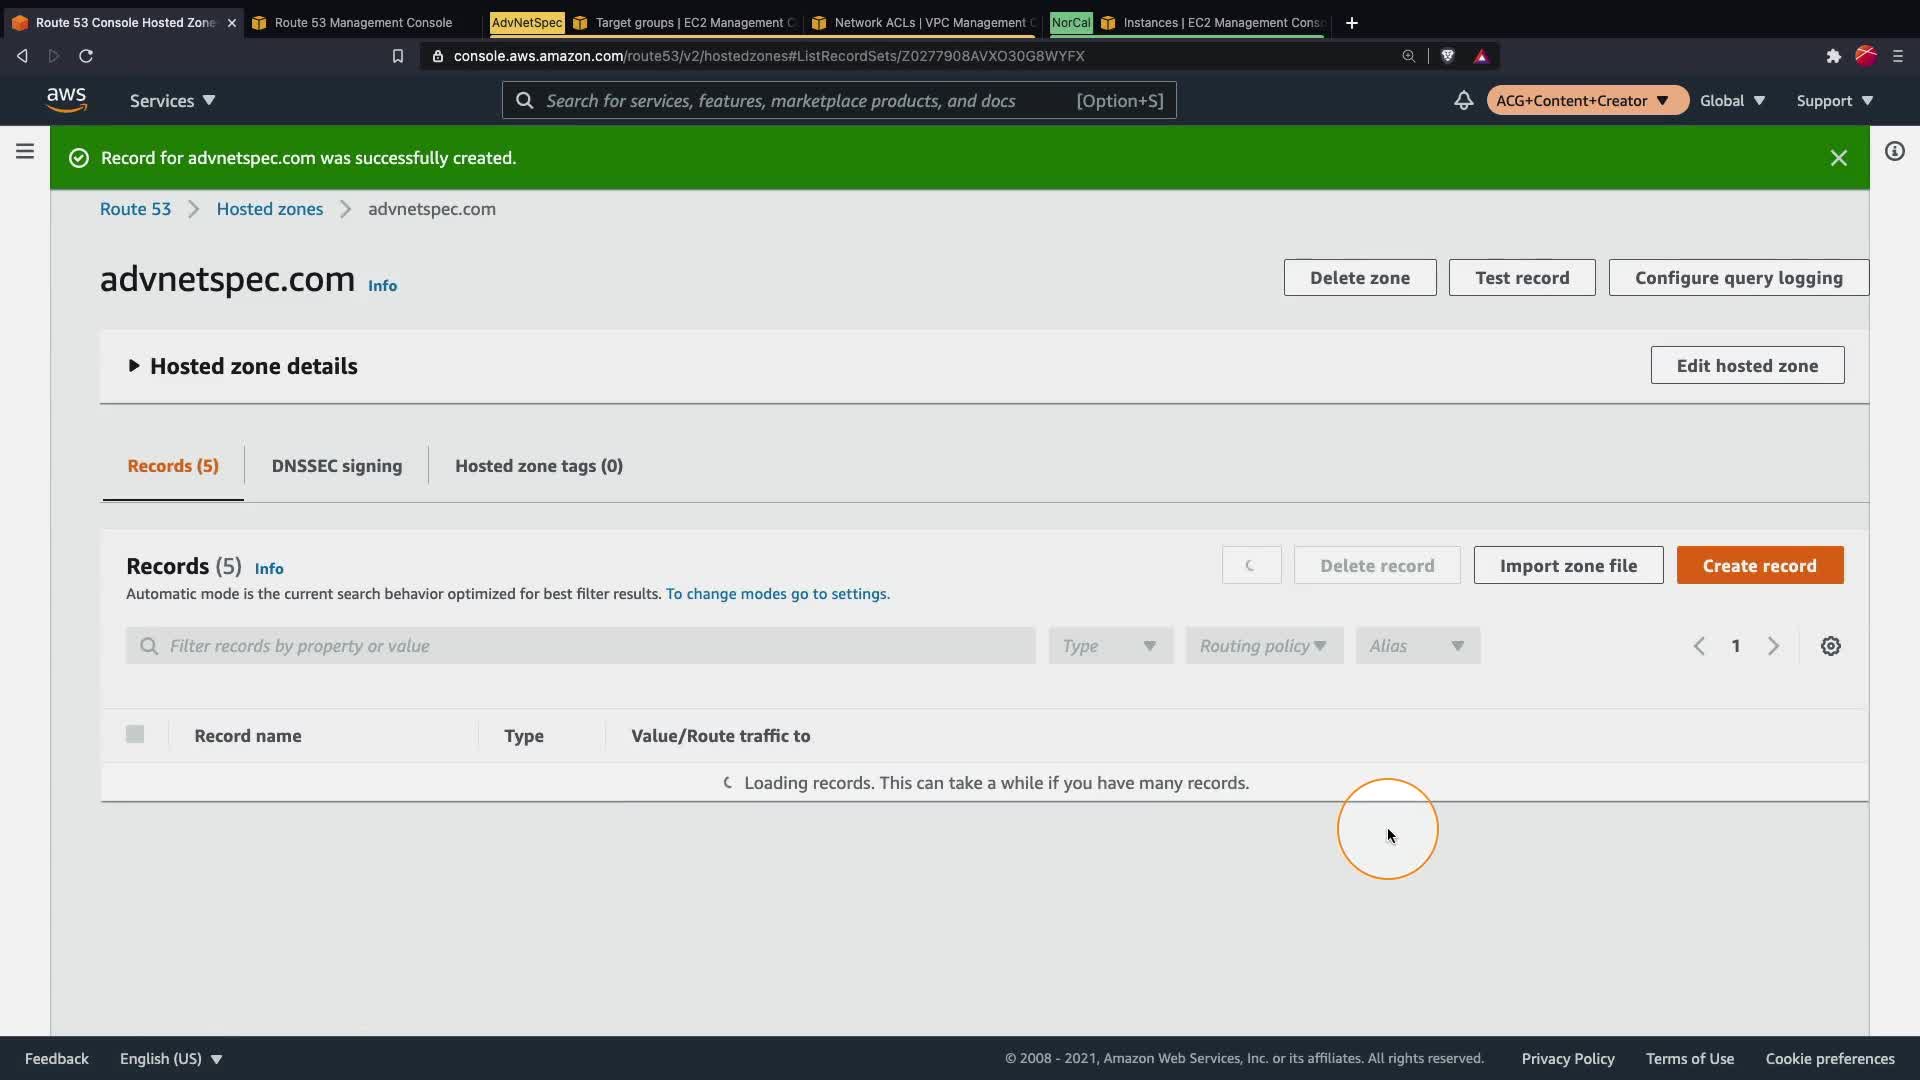 Route 53 Console Hosted Zone
Route 53 Management Console
AdvNetSpec
Target groups | EC2 Management C
Network ACLs | VPC Management C
NorCal
Instances | EC2 Management Conso
console.aws.amazon.com/route53/v2/hostedzones#ListRecordSets/Z0277908AVXO30G8WYFX
aws
Services
Search for services, features, marketplace products, and docs [Option+S]
ACG+Content+Creator
Global
Support
Record for advnetspec.com was successfully created.
Route 53 Hosted zones advnetspec.com
advnetspec.com Info
Delete zone
Test record
Configure query logging
Hosted zone details
Edit hosted zone
Records (5)
DNSSEC signing
Hosted zone tags (0)
Records (5) Info
Delete record
Import zone file
Create record
Automatic mode is the current search behavior optimized for best filter results. To change modes go to settings.
Filter records by property or value
Type
Routing policy
Alias
1
Record name
Type
Value/Route traffic to
Loading records. This can take a while if you have many records.
Feedback
English (US)
© 2008 - 2021, Amazon Web Services, Inc. or its affiliates. All rights reserved.
Privacy Policy
Terms of Use
Cookie preferences